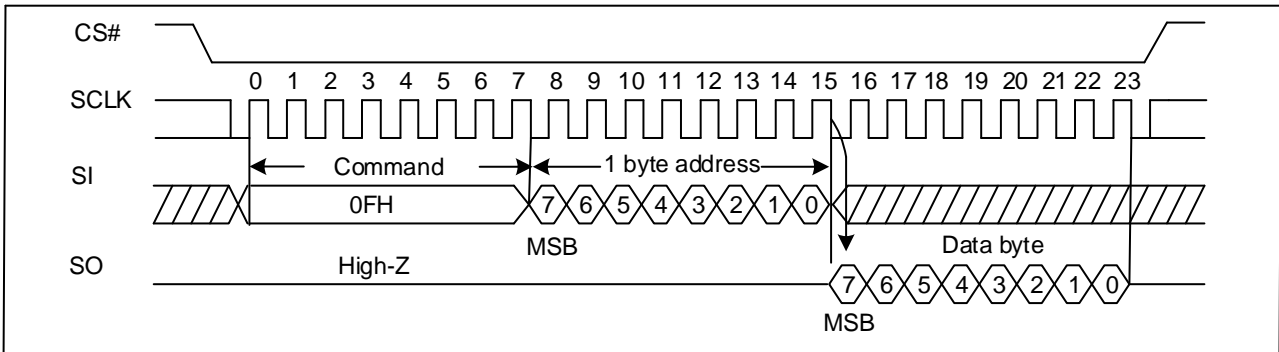 CS#
0 1 2 3 4 5 6 7 8 9 10 11 12 13 14 15 16 17 18 19 20 21 22 23
SCLK
Command 1 byte address
SI
0FH 7 6 5 4 3 2 1 0
MSB Data byte
SO High-Z
7 6 5 4 3 2 1 0
MSB